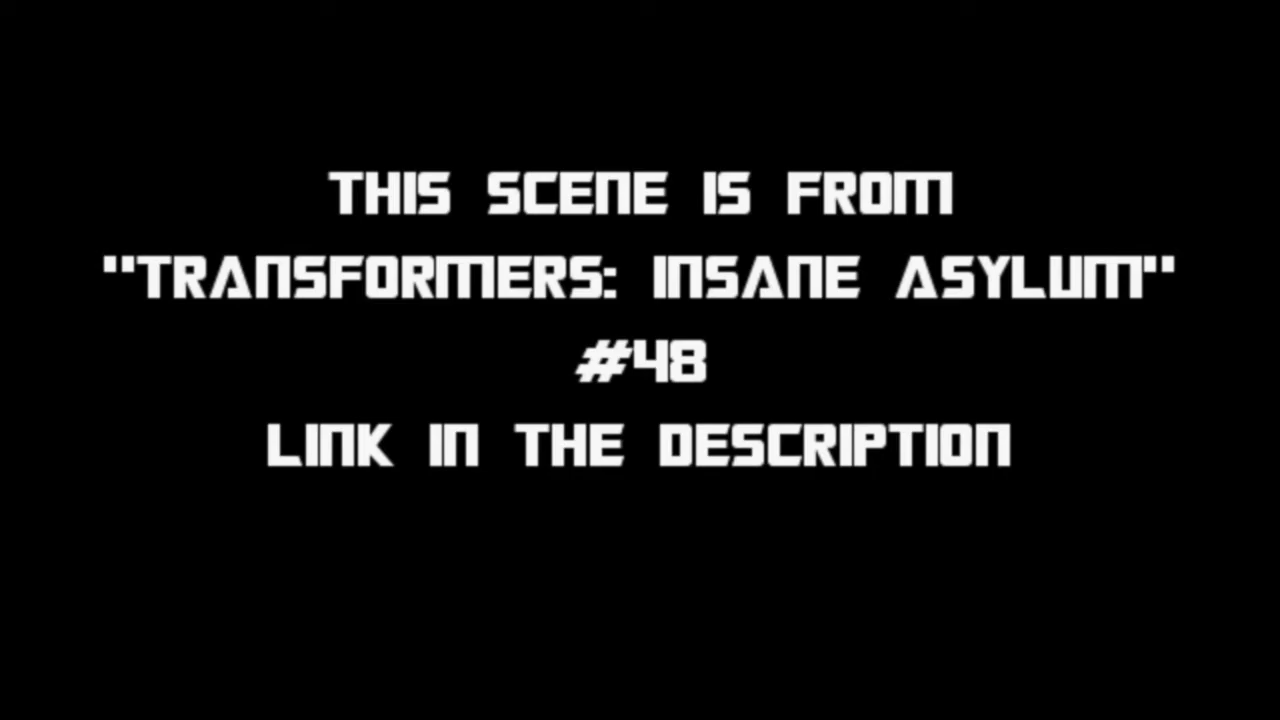 THIS SCENE IS FROM
"TRANSFORMERS: INSANE ASYLUM"
#48
LINK IN THE DESCRIPTION